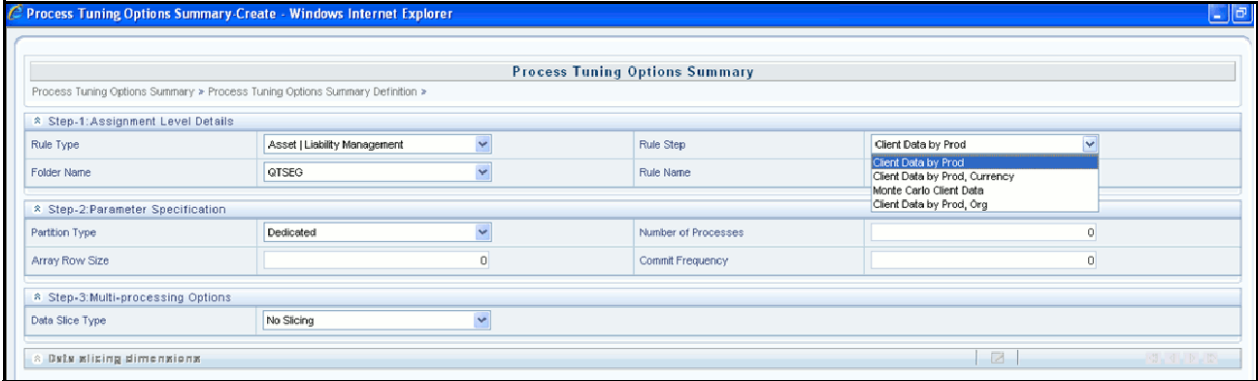 Process Tuning Options Summary-Create - Windows Internet Explorer
Process Tuning Options Summary
Process Tuning Options Summary > Process Tuning Options Summary Definition >
Step-1:Assignment Level Details
Rule Type Asset | Liability Management Rule Step Client Data by Prod
Folder Name QTSEG Rule Name
Client Data by Prod
Client Data by Prod, Currency
Monte Carlo Client Data
Client Data by Prod, Org
Step-2:Parameter Specification
Partition Type Dedicated Number of Processes 0
Array Row Size 0 Commit Frequency 0
Step-3:Multi-processing Options
Data Slice Type No Slicing
Data slicing dimensions